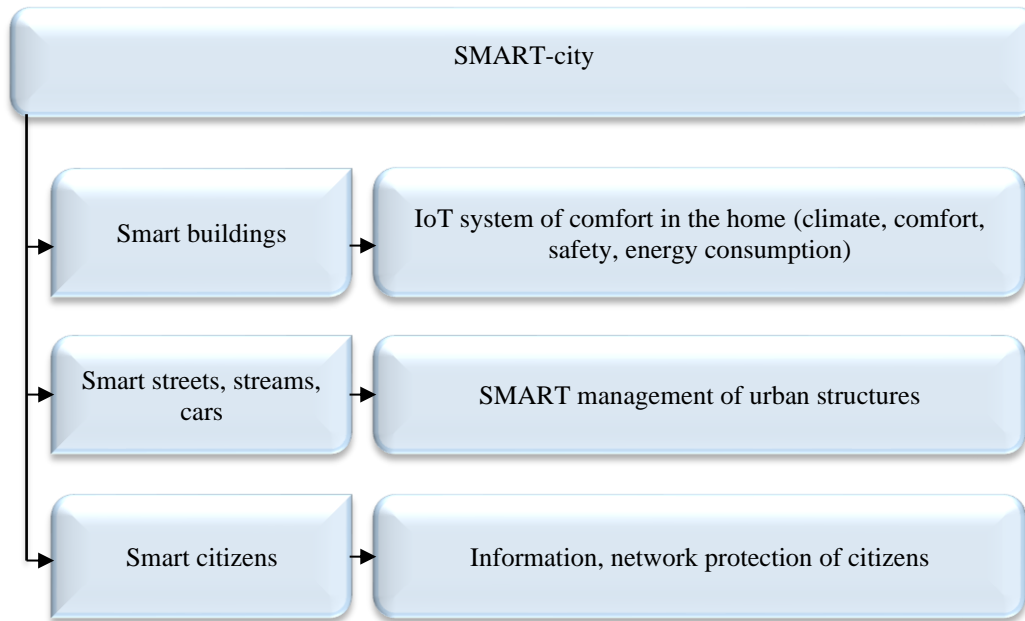 SMART-city
Smart buildings
IoT system of comfort in the home (climate, comfort,
safety, energy consumption)
Smart streets, streams,
cars
SMART management of urban structures
Smart citizens
Information, network protection of citizens